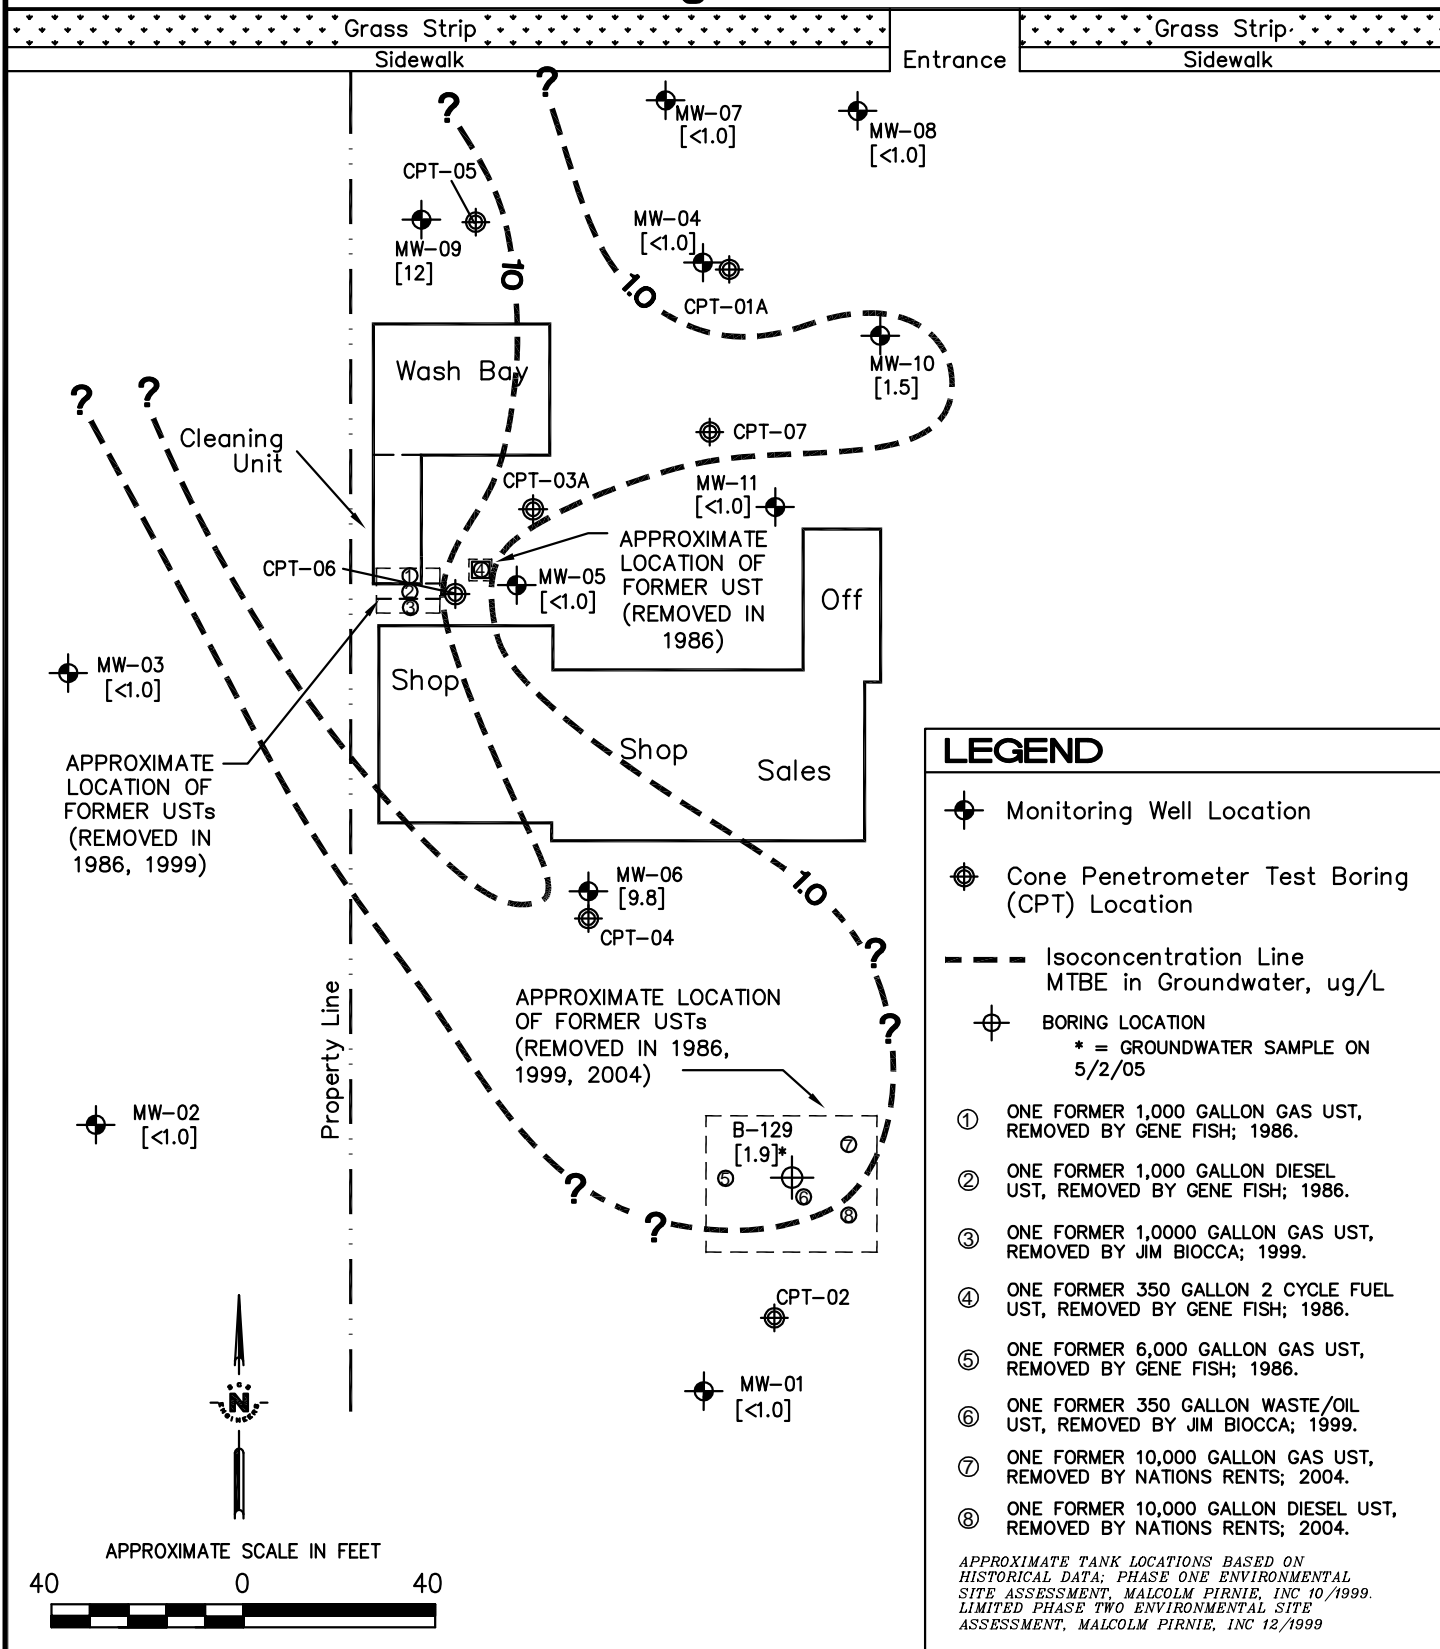 Grass Strip
Grass Strip
Sidewalk
Entrance
Sidewalk
?
?
MW-07
[<1.0]
MW-08
[<1.0]
CPT-05
MW-09
[12]
10
MW-04
[<1.0]
CPT-01A
1.0
MW-10
[1.5]
Wash Bay
?
?
Cleaning
Unit
CPT-07
CPT-03A
MW-11
[<1.0]
APPROXIMATE
LOCATION OF
FORMER UST
(REMOVED IN
1986)
CPT-06
1
2
3
4
MW-05
[<1.0]
Off
MW-03
[<1.0]
Shop
Shop
Sales
APPROXIMATE
LOCATION OF
FORMER USTs
(REMOVED IN
1986, 1999)
MW-06
[9.8]
CPT-04
1.0
?
?
Property Line
APPROXIMATE LOCATION
OF FORMER USTs
(REMOVED IN 1986,
1999, 2004)
MW-02
[<1.0]
B-129
[1.9]*
7
5
6
8
?
?
CPT-02
MW-01
[<1.0]
SGS
N
ENGINEERS
APPROXIMATE SCALE IN FEET
40 0 40
LEGEND
Monitoring Well Location
Cone Penetrometer Test Boring
(CPT) Location
Isoconcentration Line
MTBE in Groundwater, ug/L
BORING LOCATION
* = GROUNDWATER SAMPLE ON
5/2/05
1 ONE FORMER 1,000 GALLON GAS UST,
REMOVED BY GENE FISH; 1986.
2 ONE FORMER 1,000 GALLON DIESEL
UST, REMOVED BY GENE FISH; 1986.
3 ONE FORMER 1,0000 GALLON GAS UST,
REMOVED BY JIM BIOCCA; 1999.
4 ONE FORMER 350 GALLON 2 CYCLE FUEL
UST, REMOVED BY GENE FISH; 1986.
5 ONE FORMER 6,000 GALLON GAS UST,
REMOVED BY GENE FISH; 1986.
6 ONE FORMER 350 GALLON WASTE/OIL
UST, REMOVED BY JIM BIOCCA; 1999.
7 ONE FORMER 10,000 GALLON GAS UST,
REMOVED BY NATIONS RENTS; 2004.
8 ONE FORMER 10,000 GALLON DIESEL UST,
REMOVED BY NATIONS RENTS; 2004.
APPROXIMATE TANK LOCATIONS BASED ON
HISTORICAL DATA; PHASE ONE ENVIRONMENTAL
SITE ASSESSMENT, MALCOLM PIRNIE, INC 10/1999.
LIMITED PHASE TWO ENVIRONMENTAL SITE
ASSESSMENT, MALCOLM PIRNIE, INC 12/1999